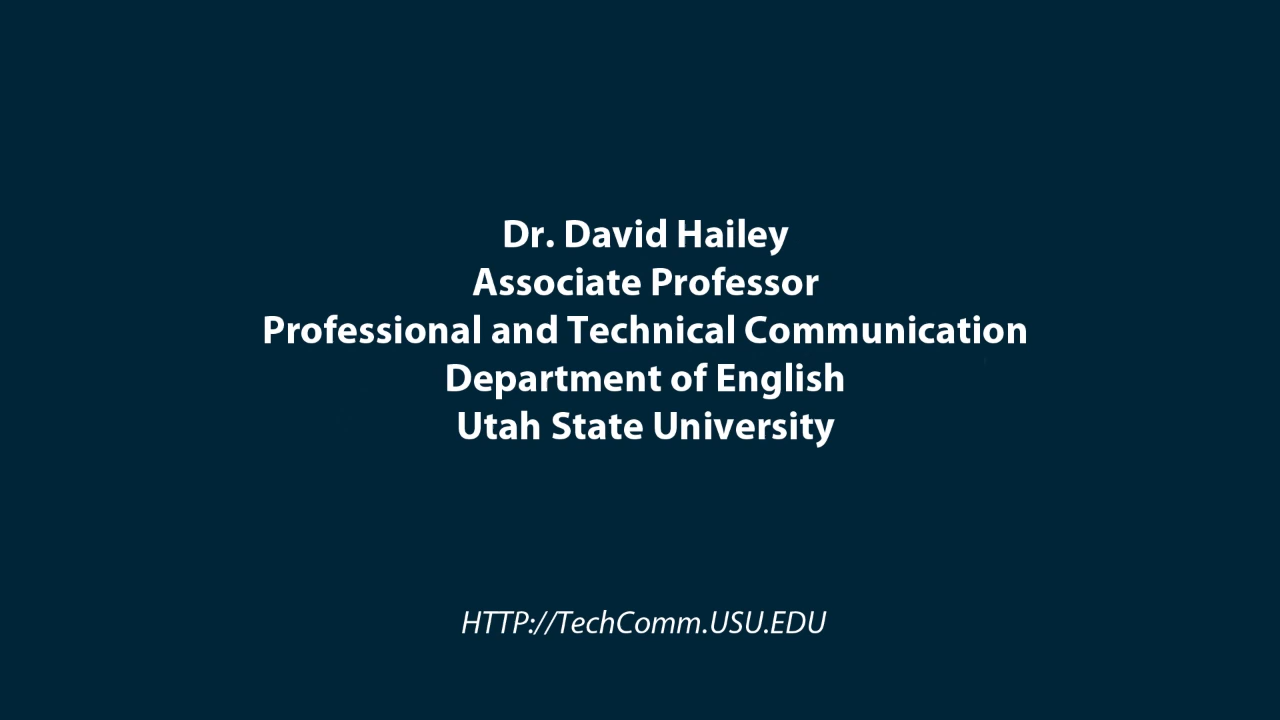 Dr. David Hailey
Associate Professor
Professional and Technical Communication
Department of English
Utah State University
HTTP://TechComm.USU.EDU